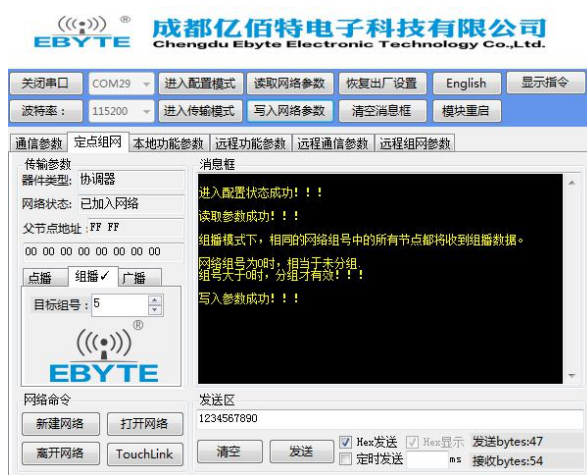 EBYTE ®
成都亿佰特电子科技有限公司
Chengdu Ebyte Electronic Technology Co.,Ltd.
关闭串口 COM29 进入配置模式 读取网络参数 恢复出厂设置 English 显示指令
波特率: 115200 进入传输模式 写入网络参数 清空消息框 模块重启
通信参数 定点组网 本地功能参数 远程功能参数 远程通信参数 远程组网参数
传输参数
器件类型: 协调器
网络状态: 已加入网络
父节点地址: FF FF
00 00 00 00 00 00 00 00
点播 组播✓ 广播
目标组号: 5
®
EBYTE
消息框
进入配置状态成功!!!
读取参数成功!!!
组播模式下，相同的网络组号中的所有节点都将收到组播数据。
网络组号为0时，相当于未分组.
组号大于0时，分组才有效!!!
写入参数成功!!!
网络命令
新建网络 打开网络
离开网络 TouchLink
发送区
1234567890
清空 发送
Hex发送 Hex显示 发送bytes:47
定时发送 ms 接收bytes:54